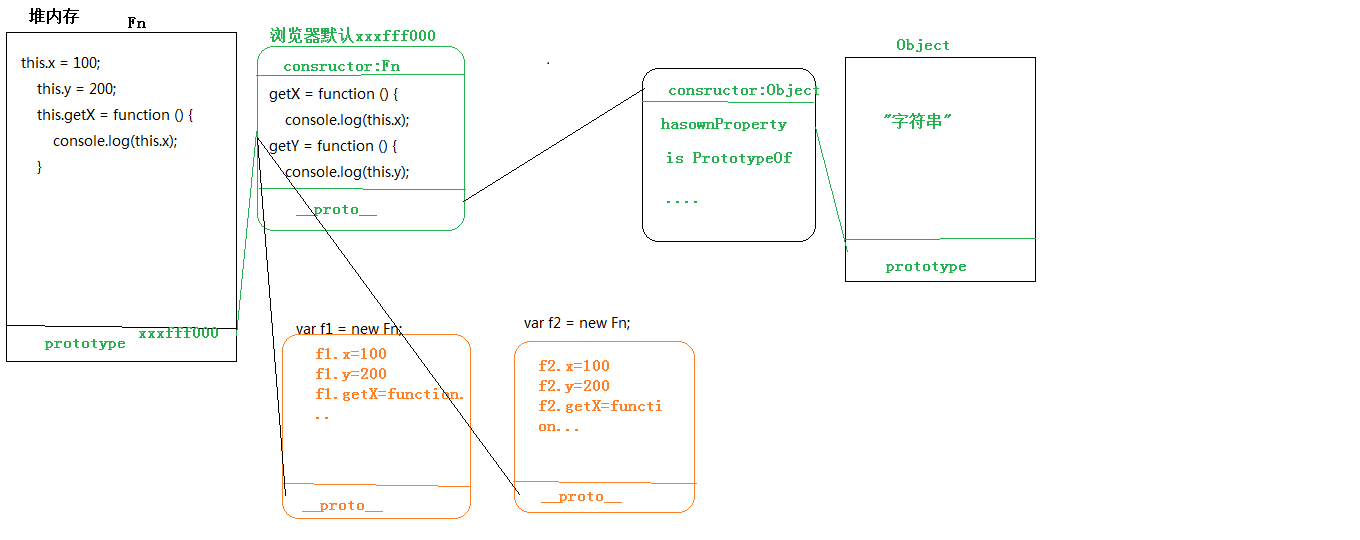 堆内存
Fn
this.x = 100;
this.y = 200;
this.getX = function () {
console.log(this.x);
}
xxxfff000
prototype
浏览器默认xxxfff000
consructor:Fn
getX = function () {
console.log(this.x);
getY = function () {
console.log(this.y);
__proto__
consructor:Object
hasownProperty
is PrototypeOf
....
Object
"字符串"
prototype
var f1 = new Fn;
f1.x=100
f1.y=200
f1.getX=function.
..
__proto__
var f2 = new Fn;
f2.x=100
f2.y=200
f2.getX=functi
on...
__proto__